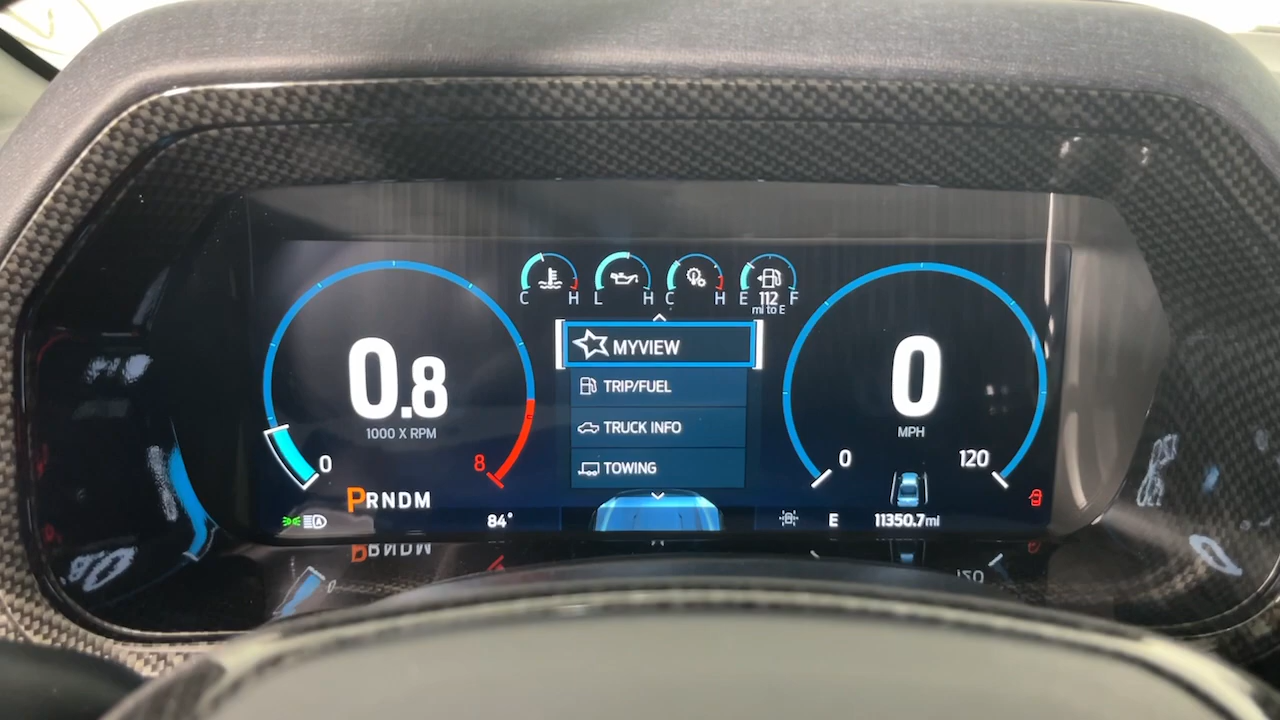 C H L H C H E 112 F
mi to E
MYVIEW
TRIP/FUEL
TRUCK INFO
TOWING
0.8
1000 X RPM
0 8
PRNDM
84°
0
MPH
0 120
E 11350.7mi